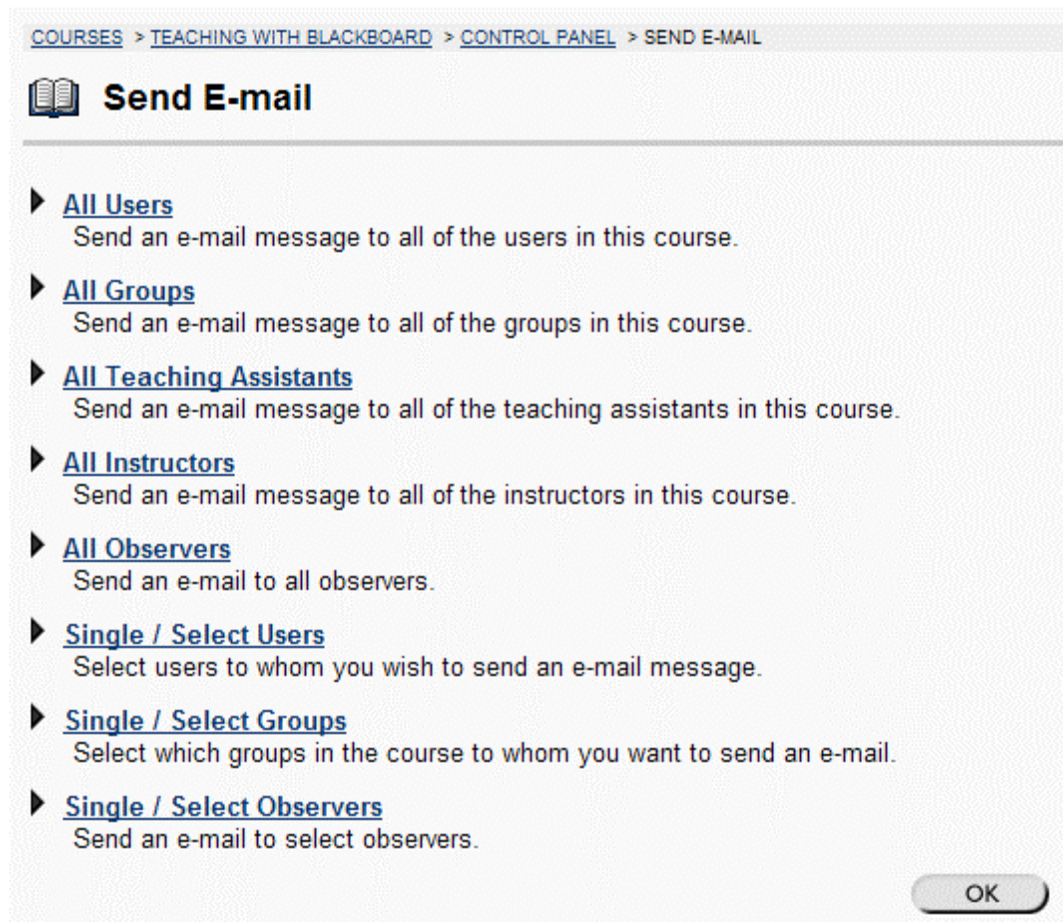 COURSES > TEACHING WITH BLACKBOARD > CONTROL PANEL > SEND E-MAIL
Send E-mail
All Users
Send an e-mail message to all of the users in this course.
All Groups
Send an e-mail message to all of the groups in this course.
All Teaching Assistants
Send an e-mail message to all of the teaching assistants in this course.
All Instructors
Send an e-mail message to all of the instructors in this course.
All Observers
Send an e-mail to all observers.
Single / Select Users
Select users to whom you wish to send an e-mail message.
Single / Select Groups
Select which groups in the course to whom you want to send an e-mail.
Single / Select Observers
Send an e-mail to select observers.
OK